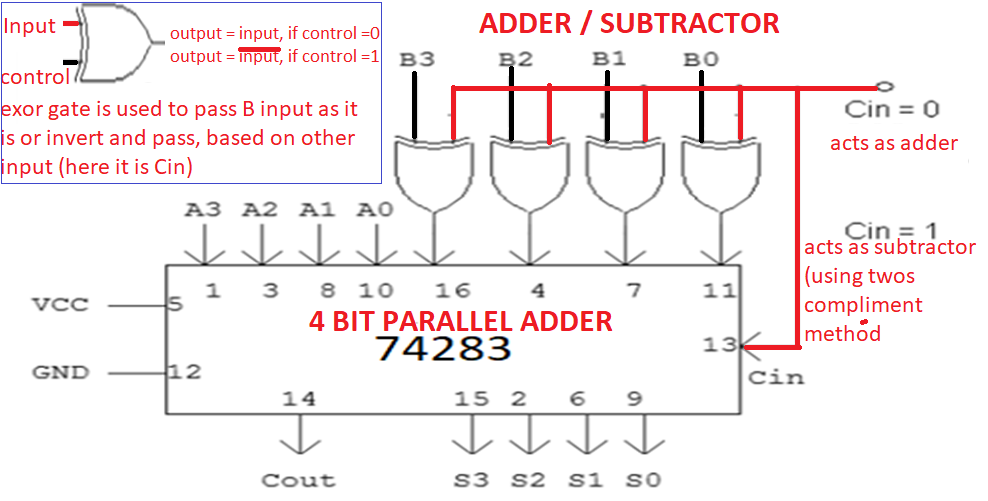 ADDER / SUBTRACTOR
Input
control
output = input, if control =0
output = input, if control =1
exor gate is used to pass B input as it
is or invert and pass, based on other
input (here it is Cin)
B3 B2 B1 B0
Cin = 0
acts as adder
A3 A2 A1 A0
Cin = 1
acts as subtractor
(using twos
compliment
method
1 3 8 10 16 4 7 11
VCC 5
4 BIT PARALLEL ADDER
74283
13
Cin
GND 12
14 15 2 6 9
Cout S3 S2 S1 S0